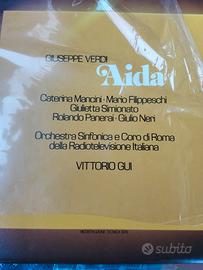 GIUSEPPE VERDI
Aida
Caterina Mancini • Mario Filippeschi
Giulietta Simionato
Rolando Panerai • Giulio Neri
Orchestra Sinfonica e Coro di Roma
della Radiotelevisione Italiana
VITTORIO GUI
subito